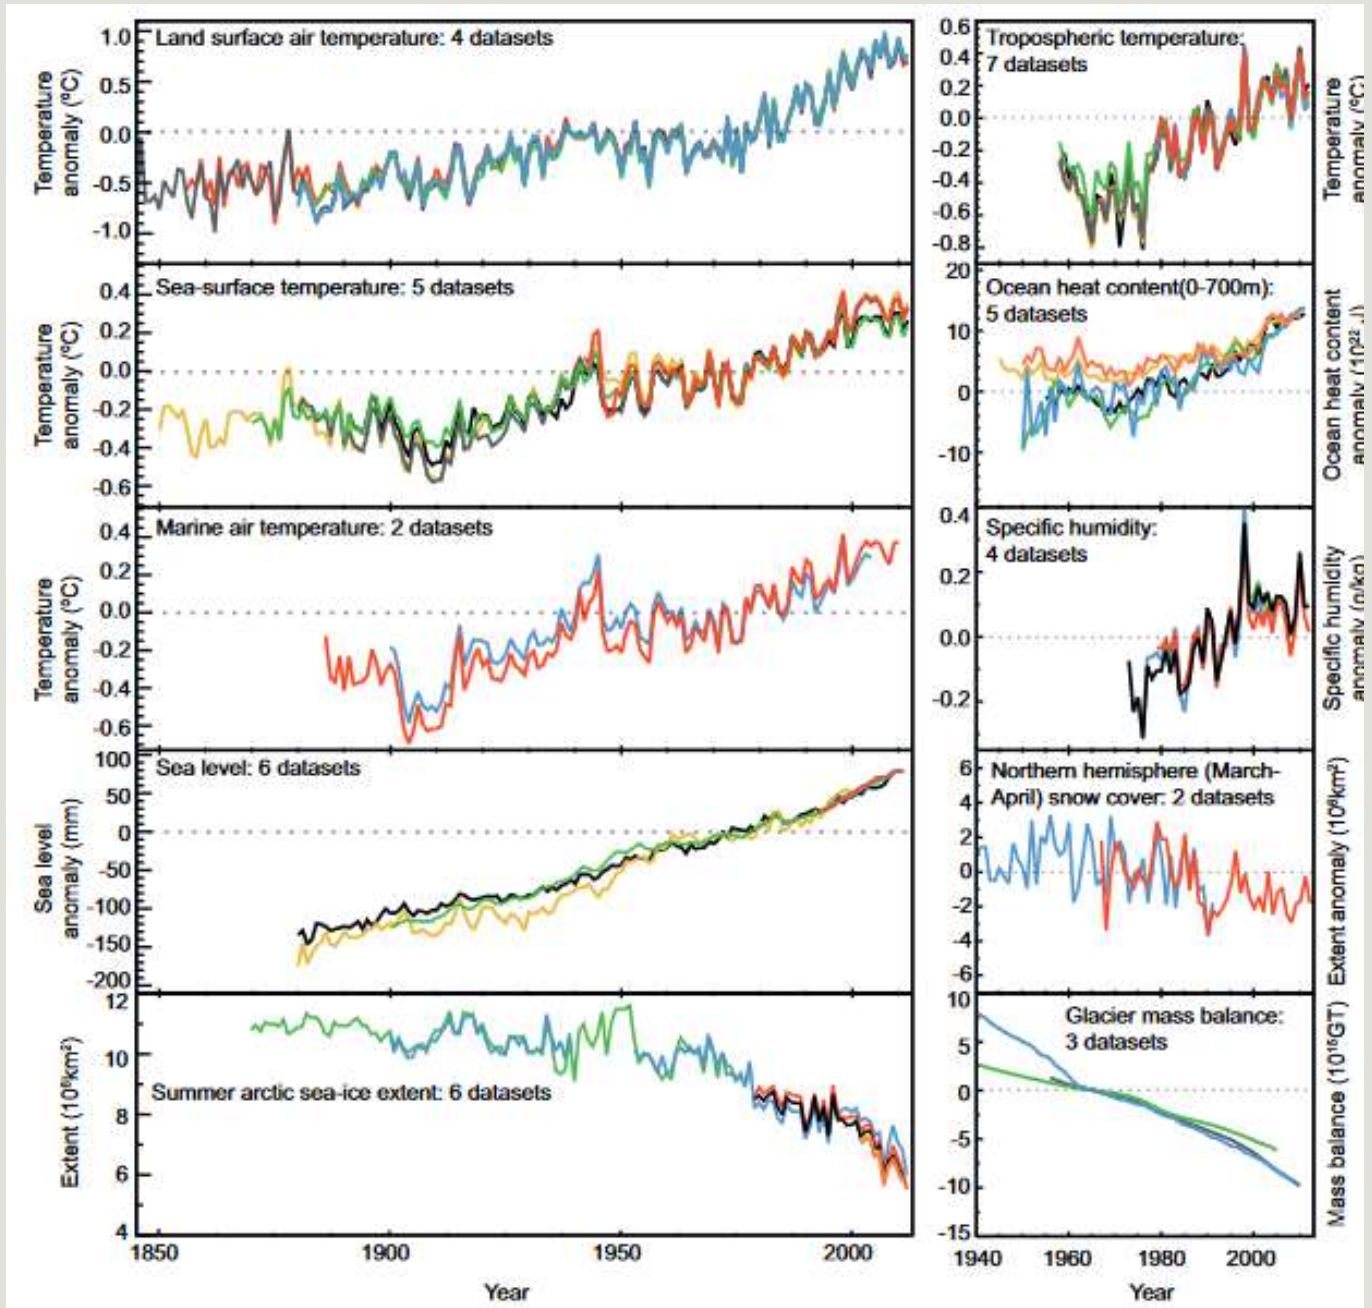 Land surface air temperature: 4 datasets
1.0
0.5
0.0
-0.5
-1.0
Temperature
anomaly (ºC)
Sea-surface temperature: 5 datasets
0.4
0.2
0.0
-0.2
-0.4
-0.6
Temperature
anomaly (ºC)
Marine air temperature: 2 datasets
0.4
0.2
0.0
-0.2
-0.4
-0.6
Temperature
anomaly (ºC)
Sea level: 6 datasets
100
50
0
-50
-100
-150
-200
Sea level
anomaly (mm)
Summer arctic sea-ice extent: 6 datasets
12
10
8
6
4
Extent (10⁶km²)
1850
1900
1950
2000
Year
Tropospheric temperature:
7 datasets
0.6
0.4
0.2
0.0
-0.2
-0.4
-0.6
-0.8
Temperature
anomaly (ºC)
Ocean heat content(0-700m):
5 datasets
20
10
0
-10
Ocean heat content
anomaly (10²² J)
Specific humidity:
4 datasets
0.4
0.2
0.0
-0.2
Specific humidity
anomaly (g/kg)
Northern hemisphere (March-
April) snow cover: 2 datasets
6
4
2
0
-2
-4
-6
Extent anomaly (10⁶km²)
Glacier mass balance:
3 datasets
10
5
0
-5
-10
-15
Mass balance (10¹⁵GT)
1940
1960
1980
2000
Year